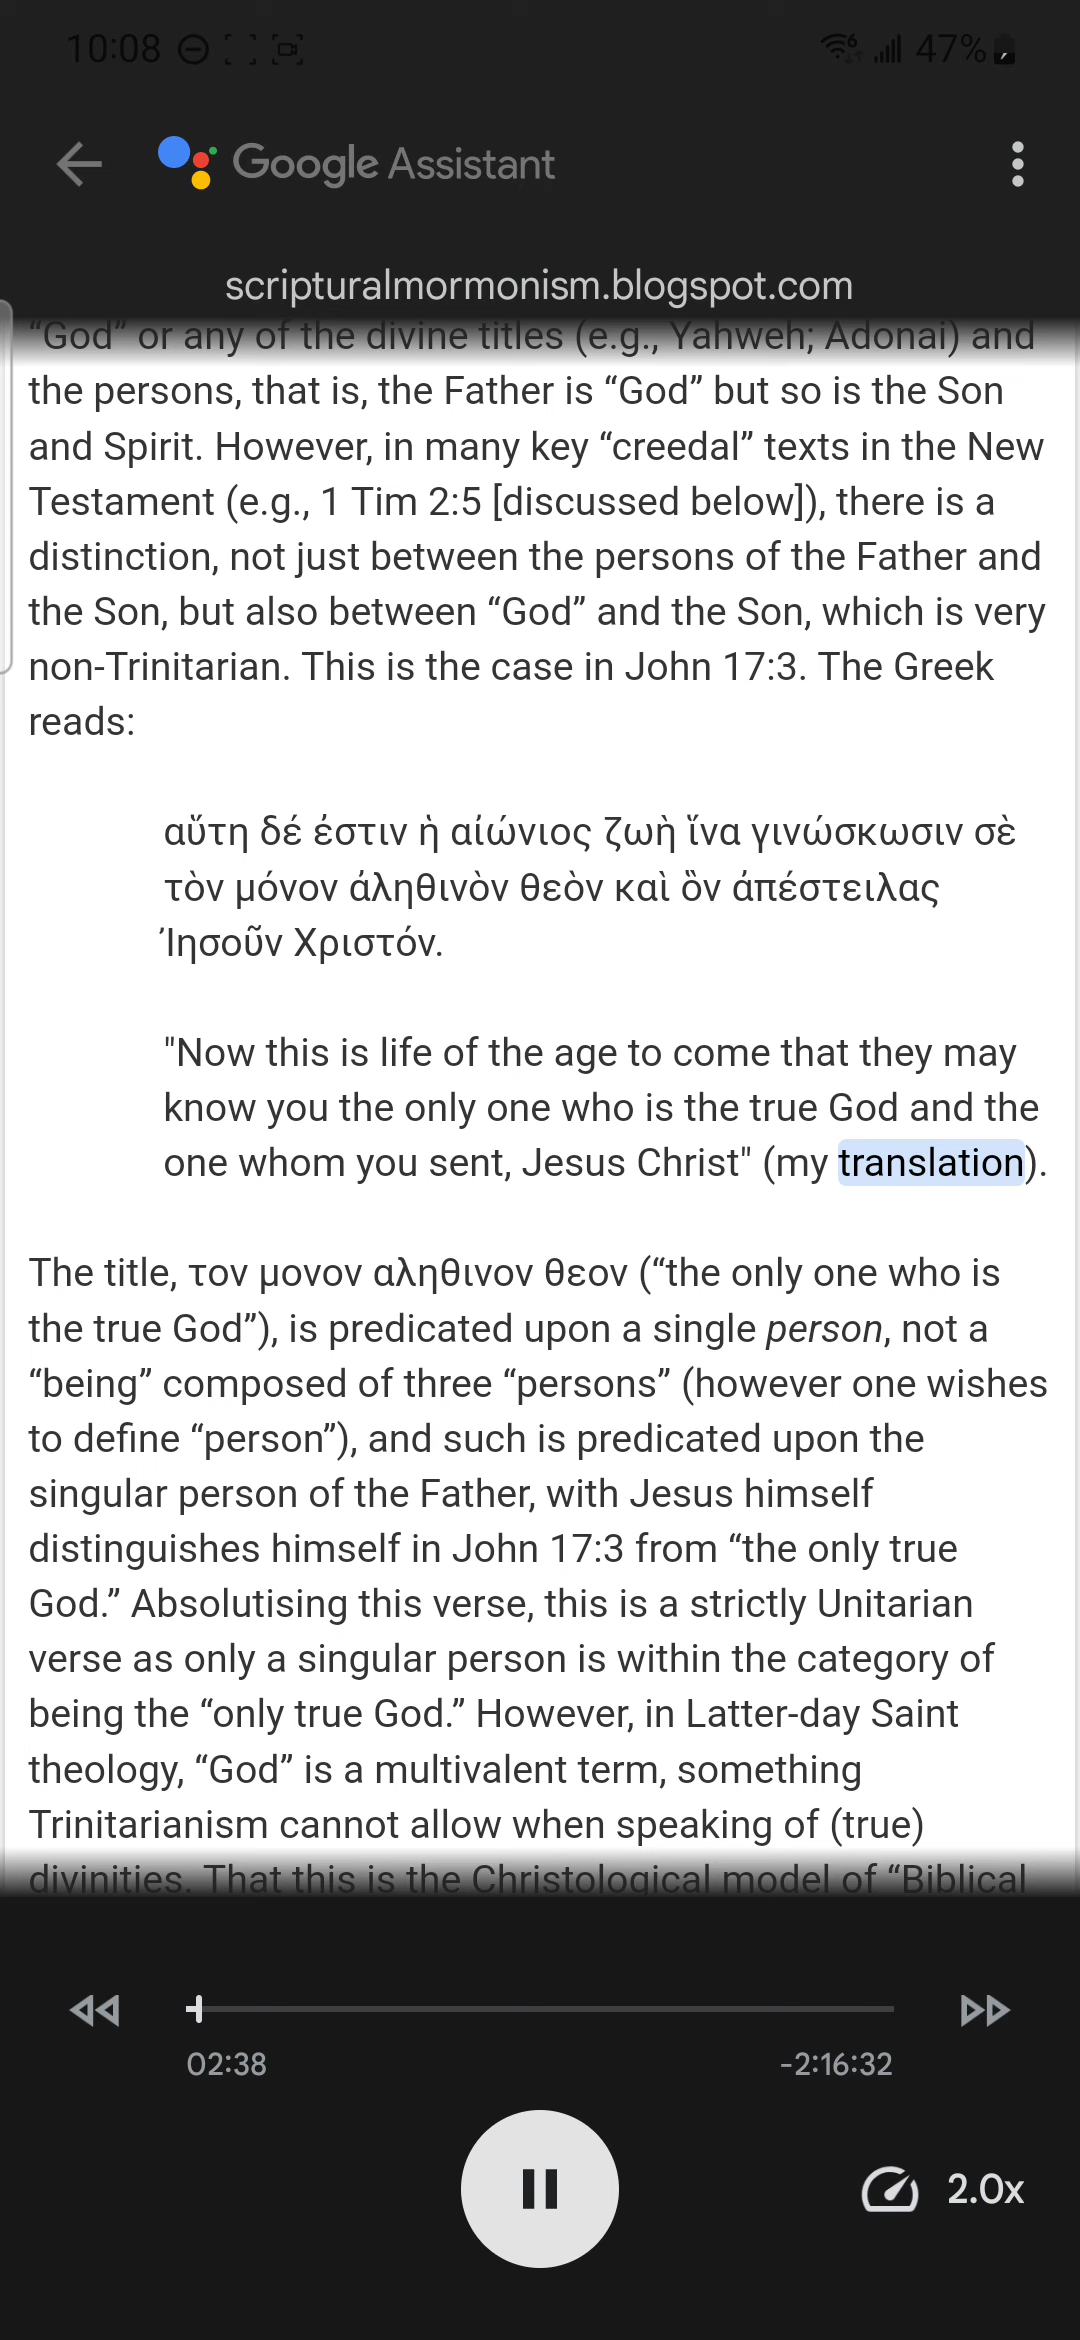 10:08
6
47%
Google Assistant
scripturalmormonism.blogspot.com
“God” or any of the divine titles (e.g., Yahweh; Adonai) and
the persons, that is, the Father is “God” but so is the Son
and Spirit. However, in many key “creedal” texts in the New
Testament (e.g., 1 Tim 2:5 [discussed below]), there is a
distinction, not just between the persons of the Father and
the Son, but also between “God” and the Son, which is very
non-Trinitarian. This is the case in John 17:3. The Greek
reads:
αὕτη δέ ἐστιν ἡ αἰώνιος ζωὴ ἵνα γινώσκωσιν σὲ
τὸν μόνον ἀληθινὸν θεὸν καὶ ὃν ἀπέστειλας
Ἰησοῦν Χριστόν.
"Now this is life of the age to come that they may
know you the only one who is the true God and the
one whom you sent, Jesus Christ" (my translation).
The title, τον μονον αληθινον θεον (“the only one who is
the true God”), is predicated upon a single person, not a
“being” composed of three “persons” (however one wishes
to define “person”), and such is predicated upon the
singular person of the Father, with Jesus himself
distinguishes himself in John 17:3 from “the only true
God.” Absolutising this verse, this is a strictly Unitarian
verse as only a singular person is within the category of
being the “only true God.” However, in Latter-day Saint
theology, “God” is a multivalent term, something
Trinitarianism cannot allow when speaking of (true)
divinities. That this is the Christological model of “Biblical
02:38
-2:16:32
2.0x